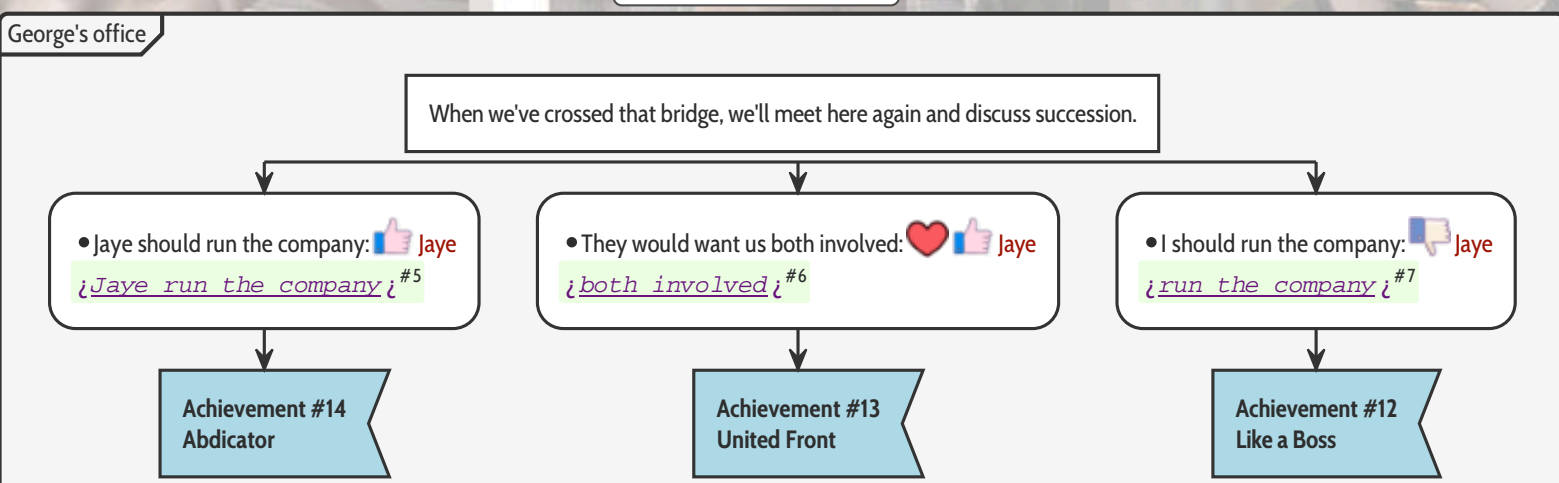 George's office
When we've crossed that bridge, we'll meet here again and discuss succession.
•Jaye should run the company: Jaye
¿Jaye run the company¿#5
•They would want us both involved: Jaye
¿both involved¿#6
•I should run the company: Jaye
¿run the company¿#7
Achievement #14
Abdicator
Achievement #13
United Front
Achievement #12
Like a Boss